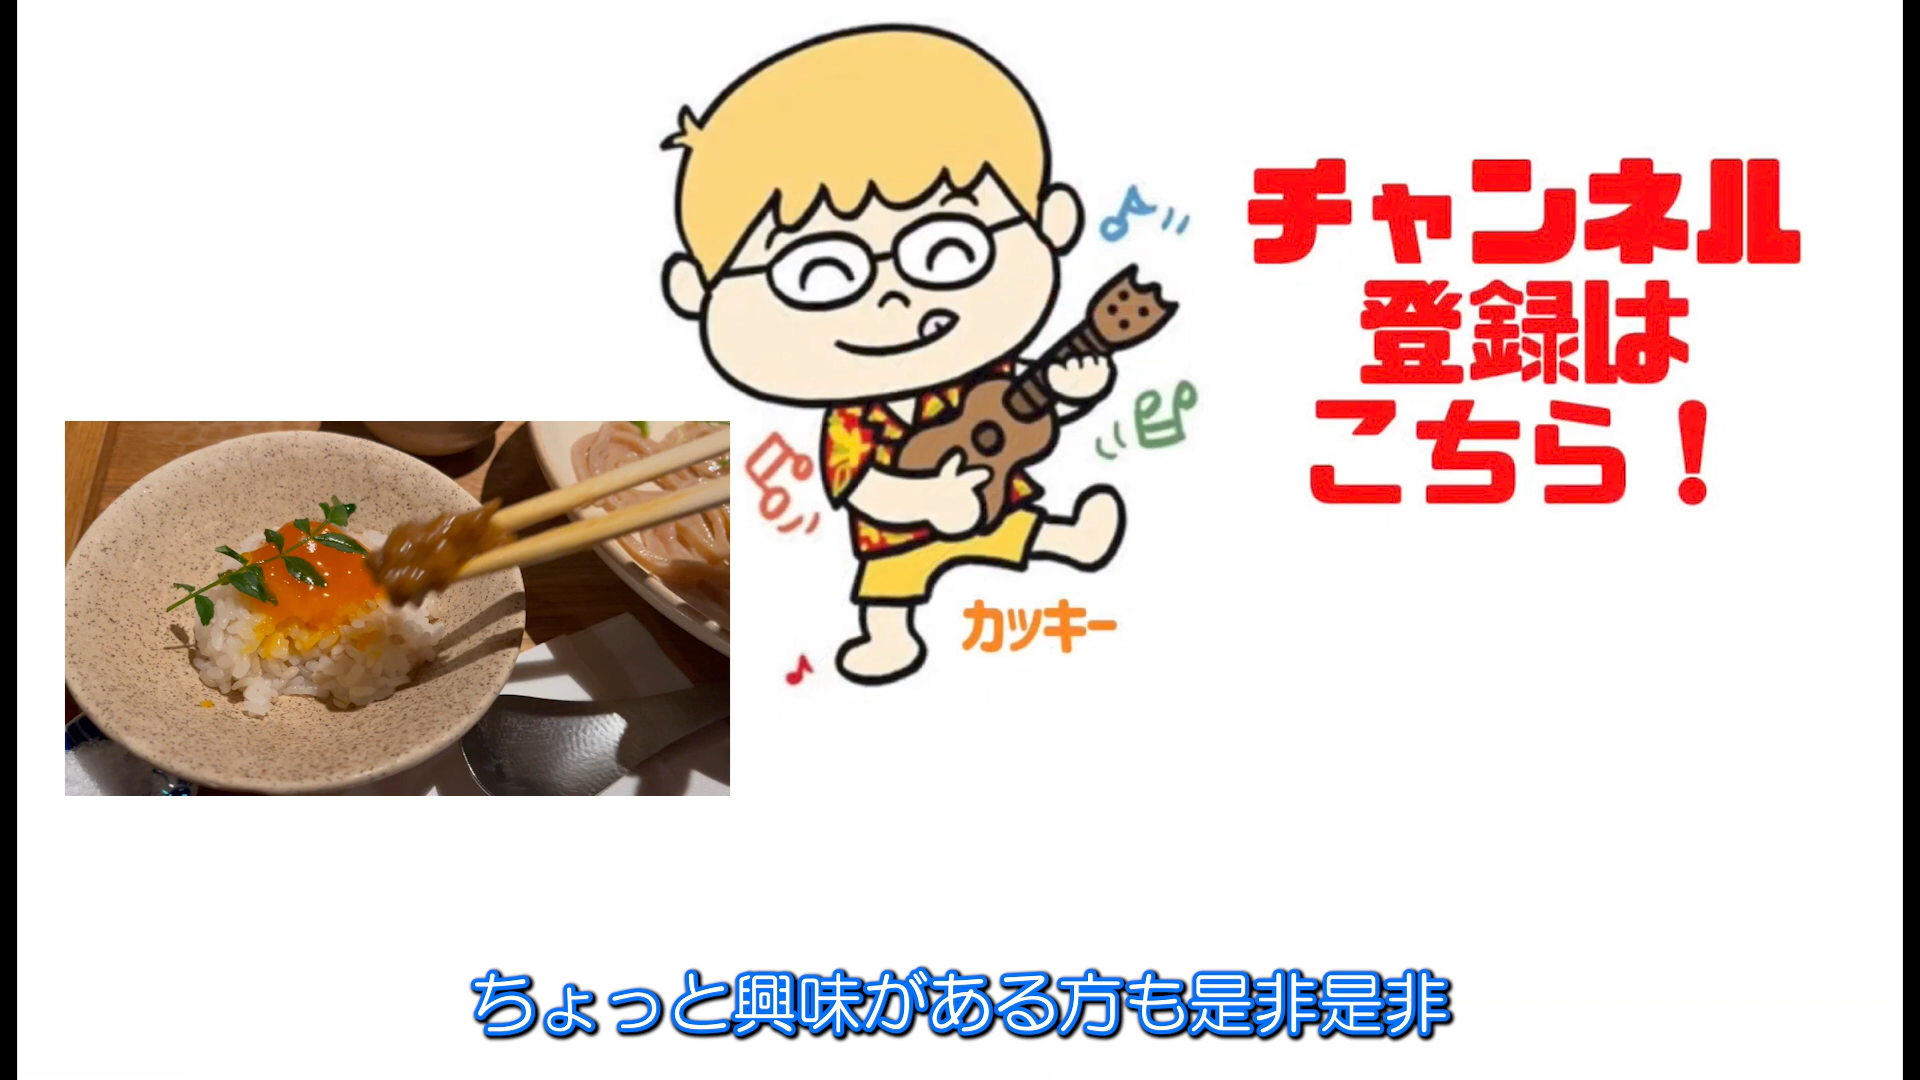 チャンネル
登録は
こちら！
カッキー
ちょっと興味がある方も是非是非